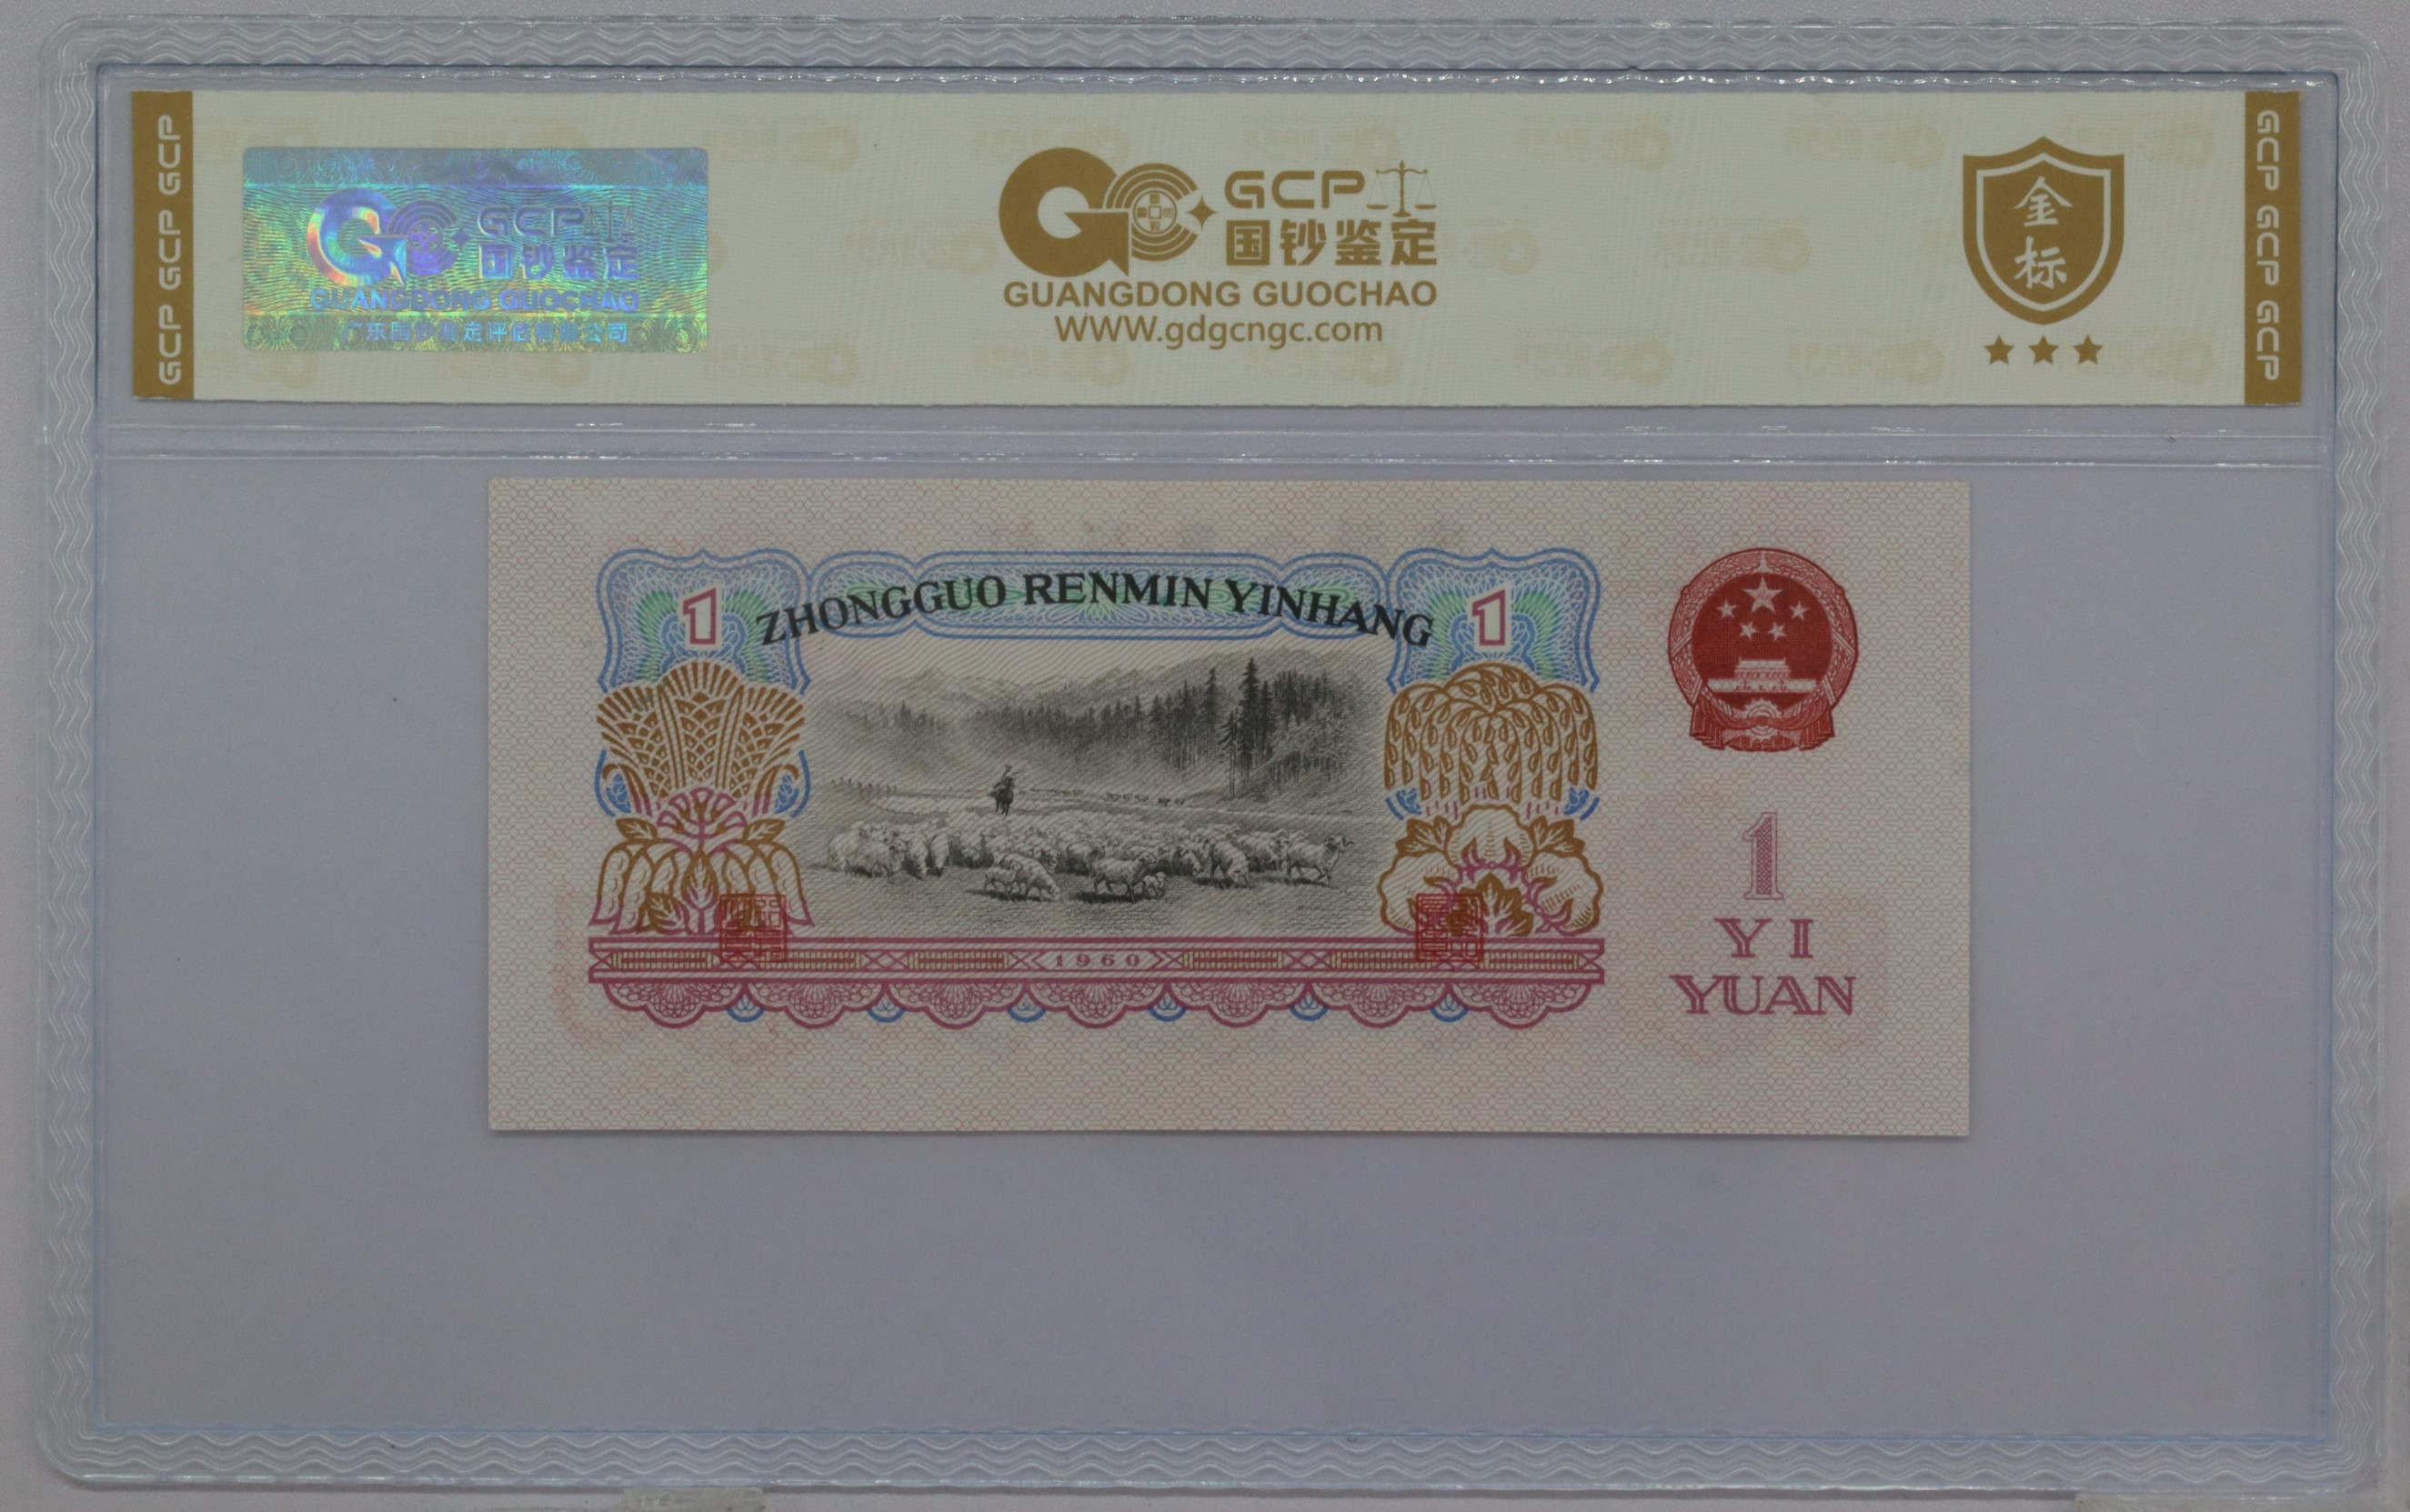 GCP GCP GCP
GCP
国钞鉴定
GUANGDONG GUOCHAO
广东国钞鉴定评估有限公司
GCP
国钞鉴定
GUANGDONG GUOCHAO
WWW.gdgcngc.com
金
标
GCP GCP GCP
1
ZHONGGUO RENMIN YINHANG
1
1960
1
YI
YUAN